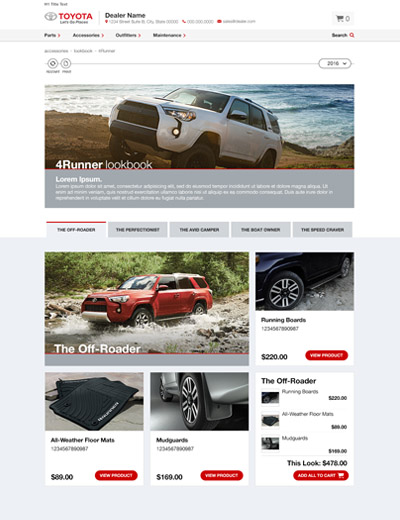 H1 Title Text
TOYOTA
Let's Go Places
Dealer Name
1234 Street Suite B, City, State 00000 000.000.0000 sales@dealer.com
0
Parts Accessories Outfitters Maintenance Search
accessories lookbook 4Runner
RESTART PRINT
2016
4Runner lookbook
Lorem Ipsum.
Lorem ipsum dolor sit amet, consectetur adipiscing elit, sed do eiusmod tempor incididunt ut labore et dolore magna aliqua. Ut
enim ad minim veniam, quis nostrud exercitation ullamco laboris nisi ut aliquip ex ea commodo consequat. Duis aute irure dolor in
reprehenderit in voluptate velit et cillum dolore eu fugiat nulla pariatur.
THE OFF-ROADER THE PERFECTIONIST THE AVID CAMPER THE BOAT OWNER THE SPEED CRAVER
The Off-Roader
Running Boards
1234567890987
$220.00 VIEW PRODUCT
All-Weather Floor Mats
1234567890987
$89.00 VIEW PRODUCT
Mudguards
1234567890987
$169.00 VIEW PRODUCT
The Off-Roader
Running Boards
$220.00
All-Weather Floor Mats
$89.00
Mudguards
$169.00
This Look: $478.00
ADD ALL TO CART